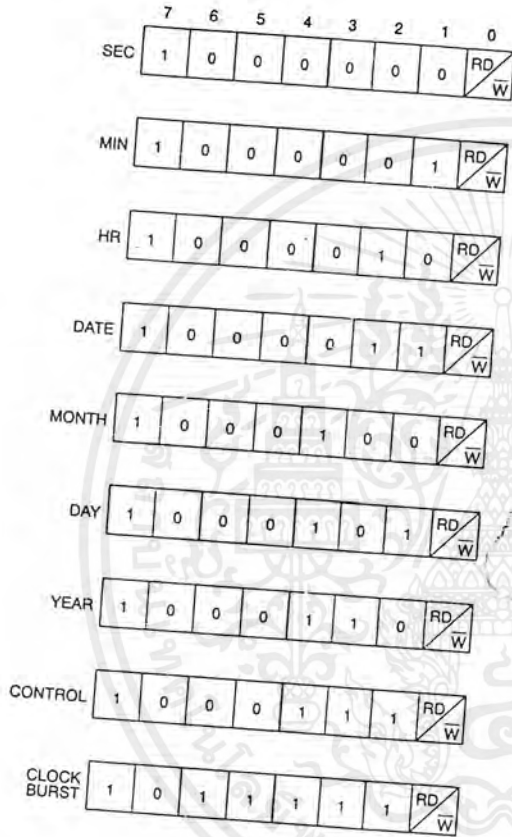 7 6 5 4 3 2 1 0
SEC 1 0 0 0 0 0 0 RD/W̅
MIN 1 0 0 0 0 0 1 RD/W̅
HR 1 0 0 0 0 1 0 RD/W̅
DATE 1 0 0 0 0 1 1 RD/W̅
MONTH 1 0 0 0 1 0 0 RD/W̅
DAY 1 0 0 0 1 0 1 RD/W̅
YEAR 1 0 0 0 1 1 0 RD/W̅
CONTROL 1 0 0 0 1 1 1 RD/W̅
CLOCK
BURST 1 0 1 1 1 1 1 RD/W̅